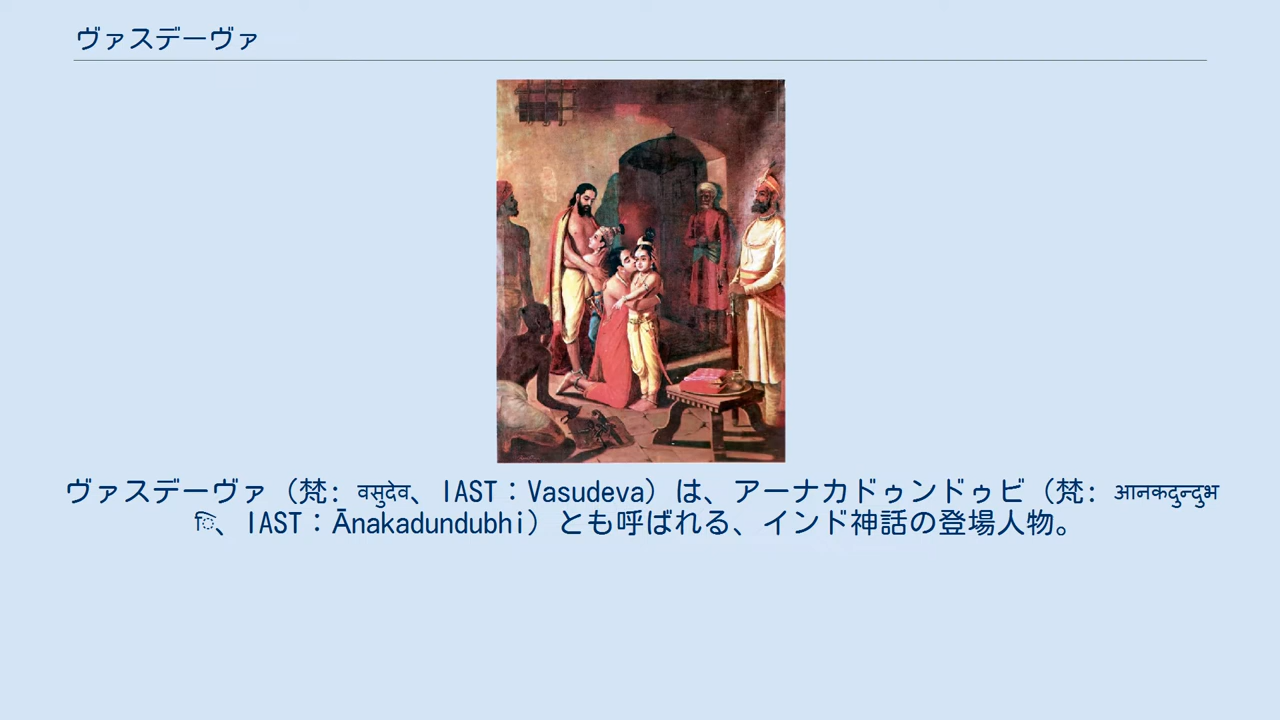 ヴァスデーヴァ
ヴァスデーヴァ（梵: वसुदेव、IAST：Vasudeva）は、アーナカドゥンドゥビ（梵: आनकदुन्दुभ
ि、IAST：Ānakadundubhi）とも呼ばれる、インド神話の登場人物。